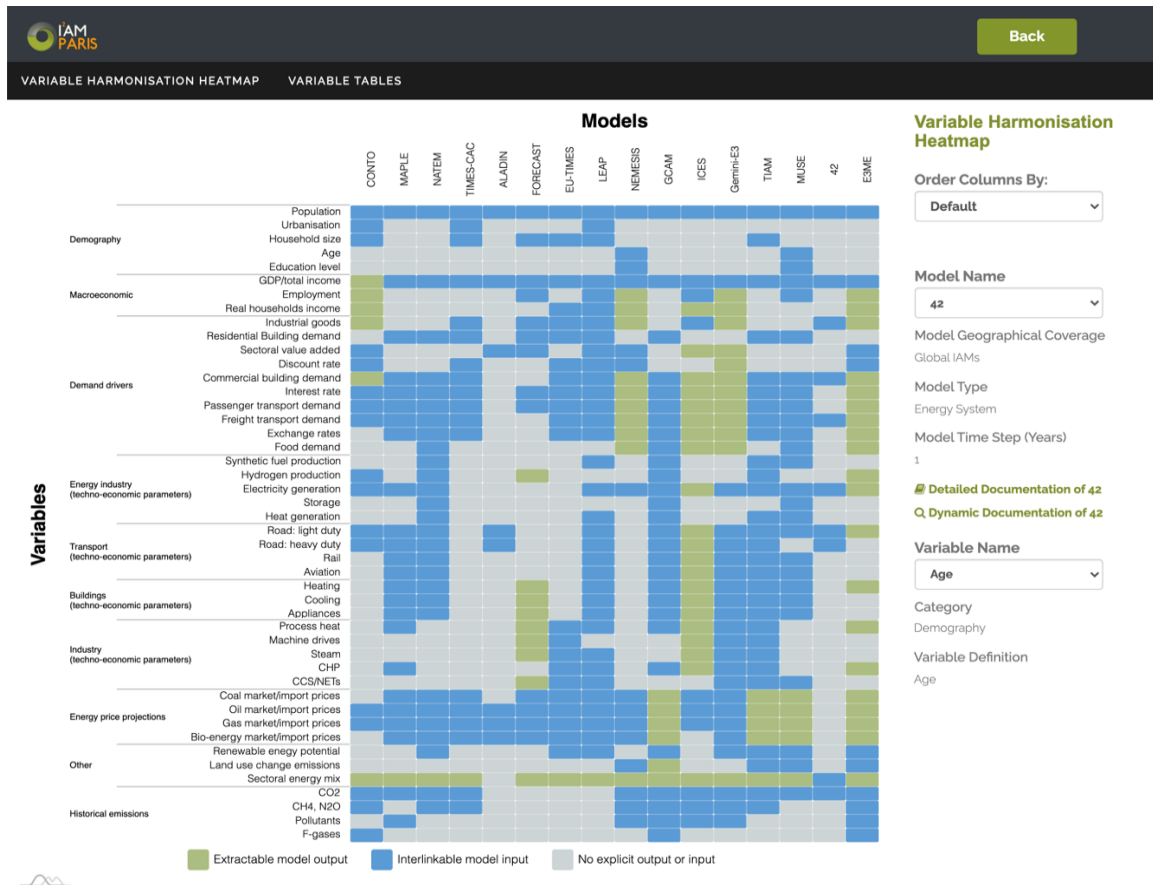 I²AM
PARIS
Back
VARIABLE HARMONISATION HEATMAP VARIABLE TABLES
Models
CONTO
MAPLE
NATEM
TIMES-CAC
ALADIN
FORECAST
EU-TIMES
LEAP
NEMESIS
GCAM
ICES
Gemini-E3
TIAM
MUSE
42
E3ME
Variables
Demography
Population
Urbanisation
Household size
Age
Education level
Macroeconomic
GDP/total income
Employment
Real households income
Demand drivers
Industrial goods
Residential Building demand
Sectoral value added
Discount rate
Commercial building demand
Interest rate
Passenger transport demand
Freight transport demand
Exchange rates
Food demand
Energy industry
(techno-economic parameters)
Synthetic fuel production
Hydrogen production
Electricity generation
Storage
Heat generation
Transport
(techno-economic parameters)
Road: light duty
Road: heavy duty
Rail
Aviation
Buildings
(techno-economic parameters)
Heating
Cooling
Appliances
Industry
(techno-economic parameters)
Process heat
Machine drives
Steam
CHP
CCS/NETs
Energy price projections
Coal market/import prices
Oil market/import prices
Gas market/import prices
Bio-energy market/import prices
Other
Renewable enegy potential
Land use change emissions
Sectoral energy mix
Historical emissions
CO2
CH4, N2O
Pollutants
F-gases
Extractable model output
Interlinkable model input
No explicit output or input
Variable Harmonisation
Heatmap
Order Columns By:
Default
Model Name
42
Model Geographical Coverage
Global IAMs
Model Type
Energy System
Model Time Step (Years)
1
Detailed Documentation of 42
Dynamic Documentation of 42
Variable Name
Age
Category
Demography
Variable Definition
Age